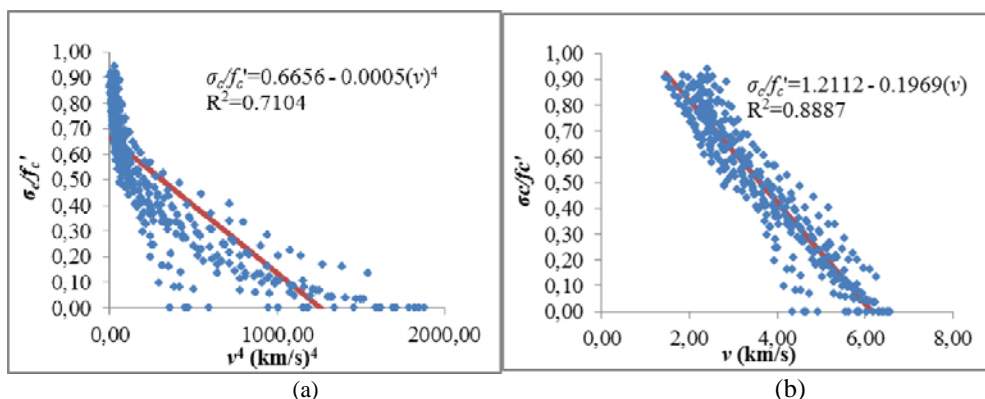 1,00
0,90
0,80
0,70
0,60
0,50
0,40
0,30
0,20
0,10
0,00
σc/fc'
σc/fc'=0.6656 - 0.0005(v)⁴
R²=0.7104
0,00 1000,00 2000,00
v⁴ (km/s)⁴
(a)
1,00
0,90
0,80
0,70
0,60
0,50
0,40
0,30
0,20
0,10
0,00
σc/fc'
σc/fc'=1.2112 - 0.1969(v)
R²=0.8887
0,00 2,00 4,00 6,00 8,00
v (km/s)
(b)